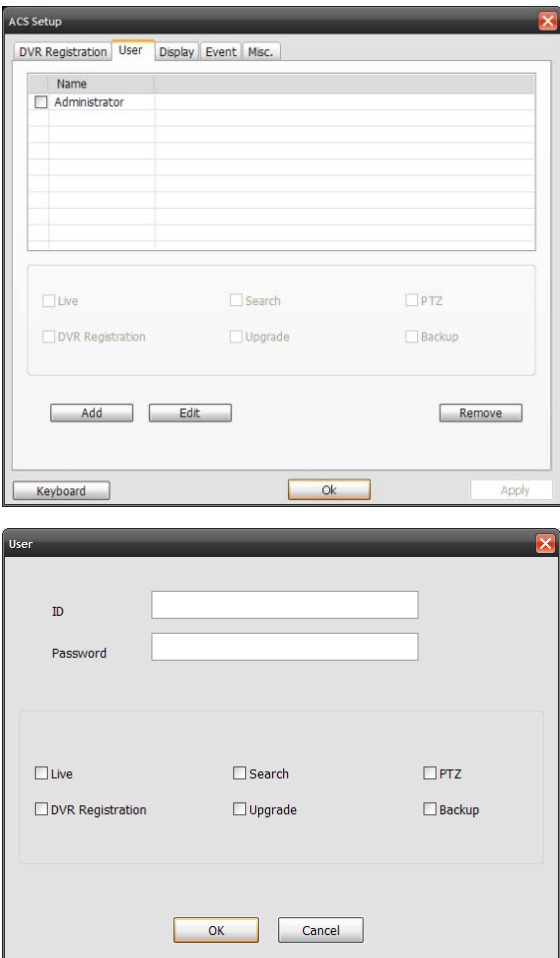 ACS Setup
DVR Registration User Display Event Misc.
Name
Administrator
Live Search PTZ
DVR Registration Upgrade Backup
Add Edit Remove
Keyboard Ok Apply
User
ID
Password
Live Search PTZ
DVR Registration Upgrade Backup
OK Cancel